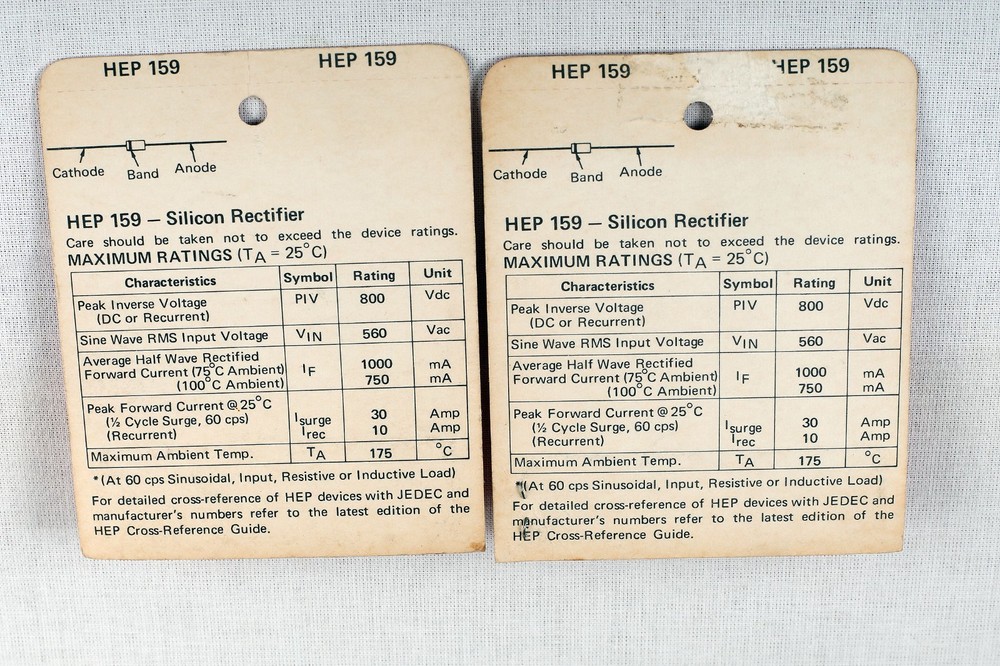 HEP 159 HEP 159
Cathode Band Anode
HEP 159 – Silicon Rectifier
Care should be taken not to exceed the device ratings.
MAXIMUM RATINGS (TA = 25°C)
Characteristics Symbol Rating Unit
Peak Inverse Voltage PIV 800 Vdc
(DC or Recurrent)
Sine Wave RMS Input Voltage VIN 560 Vac
Average Half Wave Rectified
Forward Current (75°C Ambient) IF 1000 mA
(100°C Ambient) 750 mA
Peak Forward Current @ 25°C
(½ Cycle Surge, 60 cps) Isurge 30 Amp
(Recurrent) Irec 10 Amp
Maximum Ambient Temp. TA 175 °C
*(At 60 cps Sinusoidal, Input, Resistive or Inductive Load)
For detailed cross-reference of HEP devices with JEDEC and
manufacturer's numbers refer to the latest edition of the
HEP Cross-Reference Guide.
HEP 159 HEP 159
Cathode Band Anode
HEP 159 – Silicon Rectifier
Care should be taken not to exceed the device ratings.
MAXIMUM RATINGS (TA = 25°C)
Characteristics Symbol Rating Unit
Peak Inverse Voltage PIV 800 Vdc
(DC or Recurrent)
Sine Wave RMS Input Voltage VIN 560 Vac
Average Half Wave Rectified
Forward Current (75°C Ambient) IF 1000 mA
(100°C Ambient) 750 mA
Peak Forward Current @ 25°C
(½ Cycle Surge, 60 cps) Isurge 30 Amp
(Recurrent) Irec 10 Amp
Maximum Ambient Temp. TA 175 °C
*(At 60 cps Sinusoidal, Input, Resistive or Inductive Load)
For detailed cross-reference of HEP devices with JEDEC and
manufacturer's numbers refer to the latest edition of the
HEP Cross-Reference Guide.